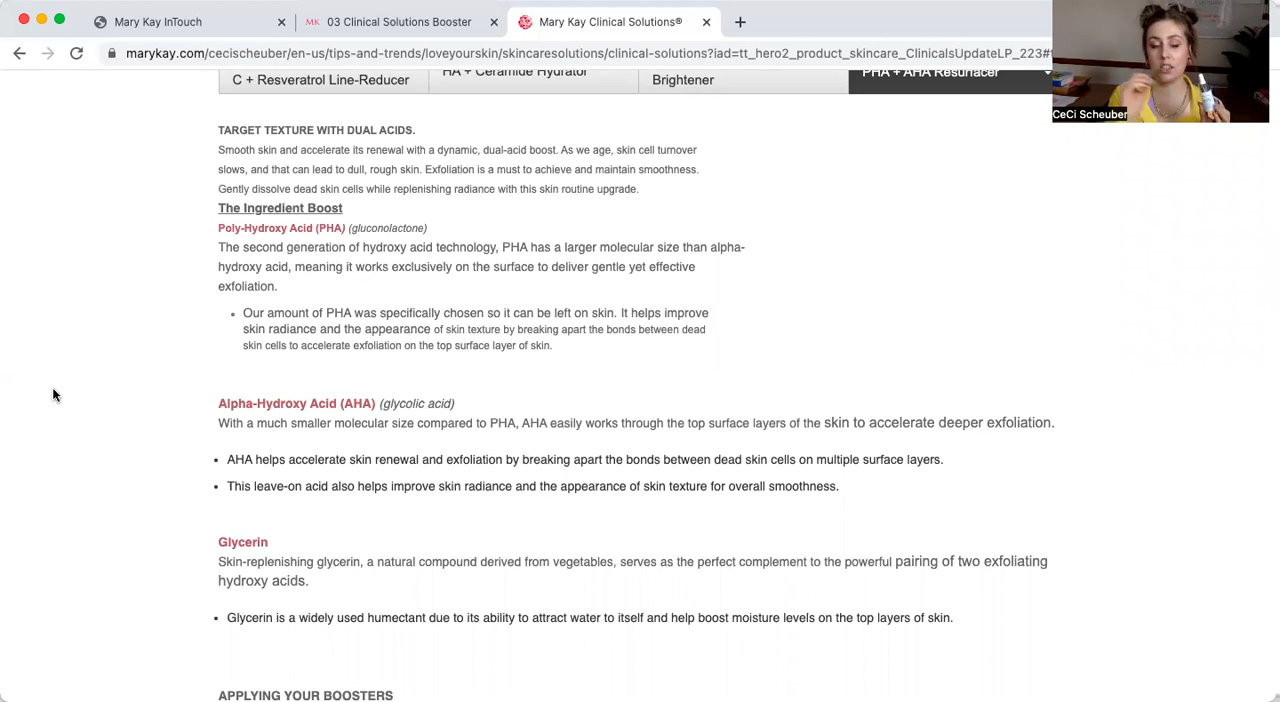 Mary Kay InTouch
MK 03 Clinical Solutions Booster
Mary Kay Clinical Solutions®
marykay.com/cecischeuber/en-us/tips-and-trends/loveyourskin/skincaresolutions/clinical-solutions?iad=tt_hero2_product_skincare_ClinicalsUpdateLP_223#
CeCi Scheuber
C + Resveratrol Line-Reducer
HA + Ceramide Hydrator
Brightener
PHA + AHA Resurfacer
TARGET TEXTURE WITH DUAL ACIDS.
Smooth skin and accelerate its renewal with a dynamic, dual-acid boost. As we age, skin cell turnover
slows, and that can lead to dull, rough skin. Exfoliation is a must to achieve and maintain smoothness.
Gently dissolve dead skin cells while replenishing radiance with this skin routine upgrade.
The Ingredient Boost
Poly-Hydroxy Acid (PHA) (gluconolactone)
The second generation of hydroxy acid technology, PHA has a larger molecular size than alpha-
hydroxy acid, meaning it works exclusively on the surface to deliver gentle yet effective
exfoliation.
• Our amount of PHA was specifically chosen so it can be left on skin. It helps improve
skin radiance and the appearance of skin texture by breaking apart the bonds between dead
skin cells to accelerate exfoliation on the top surface layer of skin.
Alpha-Hydroxy Acid (AHA) (glycolic acid)
With a much smaller molecular size compared to PHA, AHA easily works through the top surface layers of the skin to accelerate deeper exfoliation.
• AHA helps accelerate skin renewal and exfoliation by breaking apart the bonds between dead skin cells on multiple surface layers.
• This leave-on acid also helps improve skin radiance and the appearance of skin texture for overall smoothness.
Glycerin
Skin-replenishing glycerin, a natural compound derived from vegetables, serves as the perfect complement to the powerful pairing of two exfoliating
hydroxy acids.
• Glycerin is a widely used humectant due to its ability to attract water to itself and help boost moisture levels on the top layers of skin.
APPLYING YOUR BOOSTERS